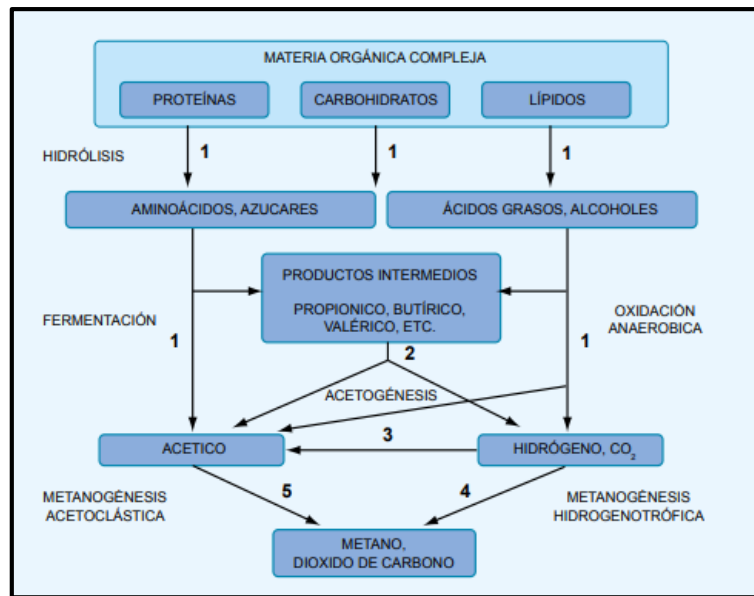 MATERIA ORGÁNICA COMPLEJA
PROTEÍNAS
CARBOHIDRATOS
LÍPIDOS
HIDRÓLISIS
1
1
1
AMINOÁCIDOS, AZUCARES
ÁCIDOS GRASOS, ALCOHOLES
PRODUCTOS INTERMEDIOS
PROPIONICO, BUTÍRICO,
VALÉRICO, ETC.
FERMENTACIÓN
1
2
1
OXIDACIÓN
ANAEROBICA
ACETOGÉNESIS
ACETICO
3
HIDRÓGENO, CO₂
METANOGÉNESIS
ACETOCLÁSTICA
5
4
METANOGÉNESIS
HIDROGENOTRÓFICA
METANO,
DIOXIDO DE CARBONO